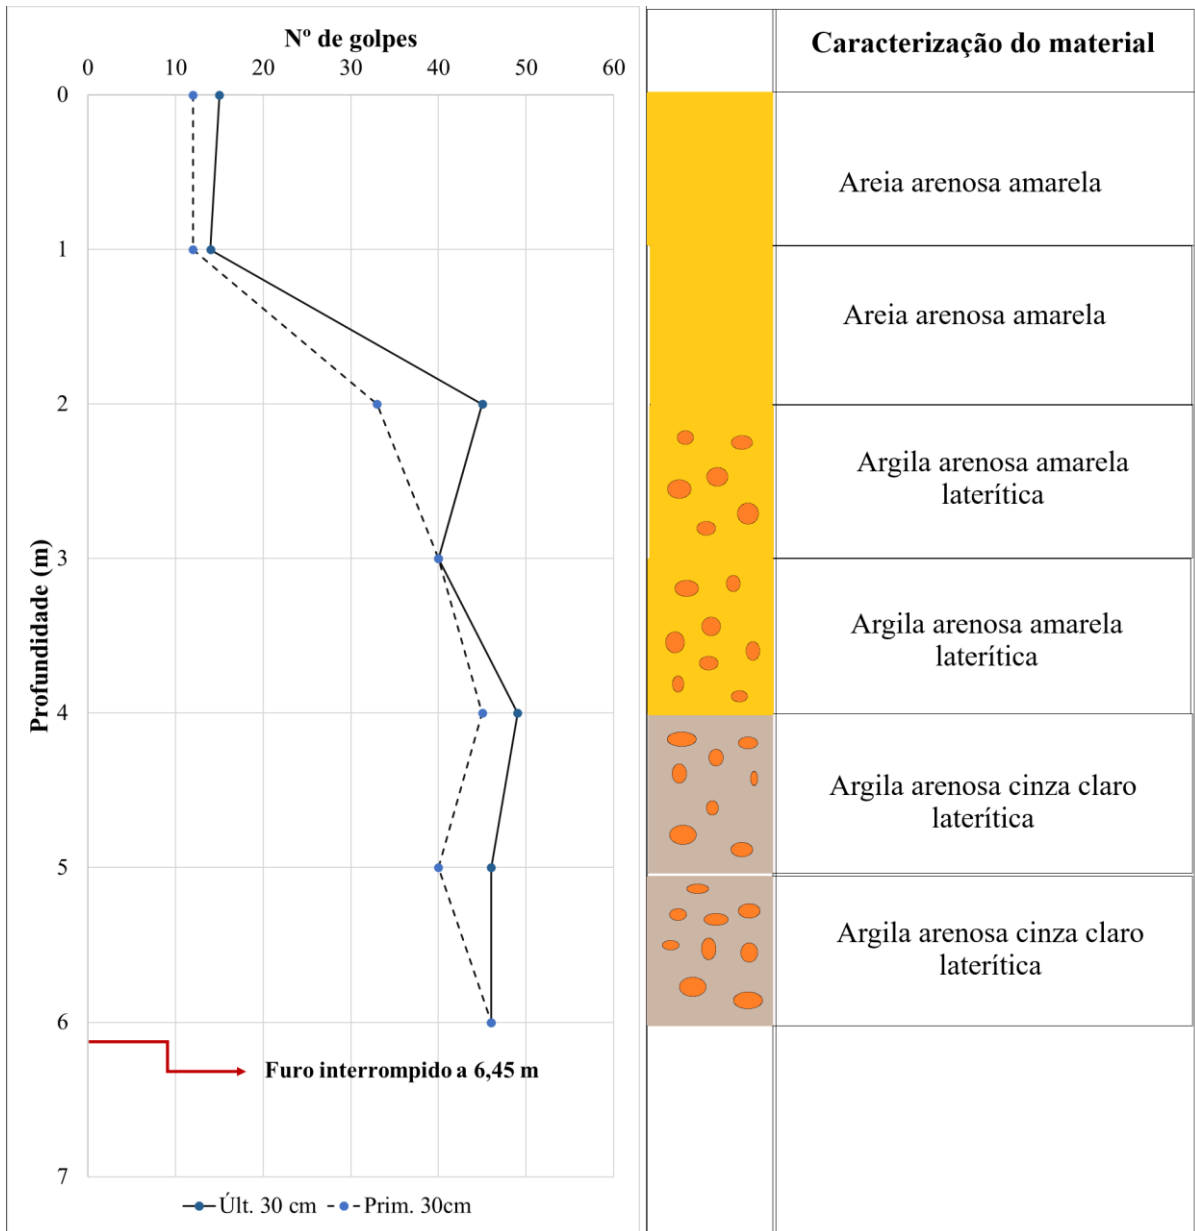 Nº de golpes
0 10 20 30 40 50 60
0
1
2
3
4
5
6
7
Profundidade (m)
Furo interrompido a 6,45 m
Últ. 30 cm Prim. 30cm
Caracterização do material
Areia arenosa amarela
Areia arenosa amarela
Argila arenosa amarela
laterítica
Argila arenosa amarela
laterítica
Argila arenosa cinza claro
laterítica
Argila arenosa cinza claro
laterítica